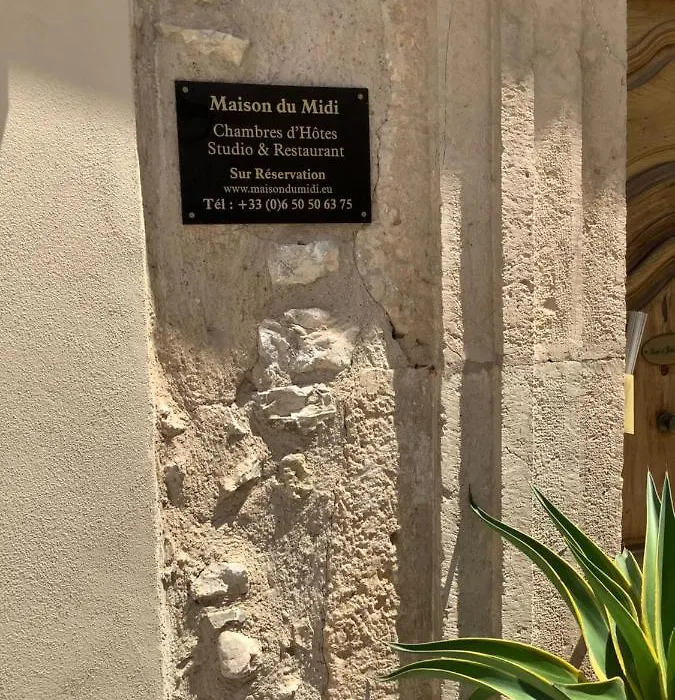 Maison du Midi
Chambres d'Hôtes
Studio & Restaurant
Sur Réservation
www.maisondumidi.eu
Tél : +33 (0)6 50 50 63 75